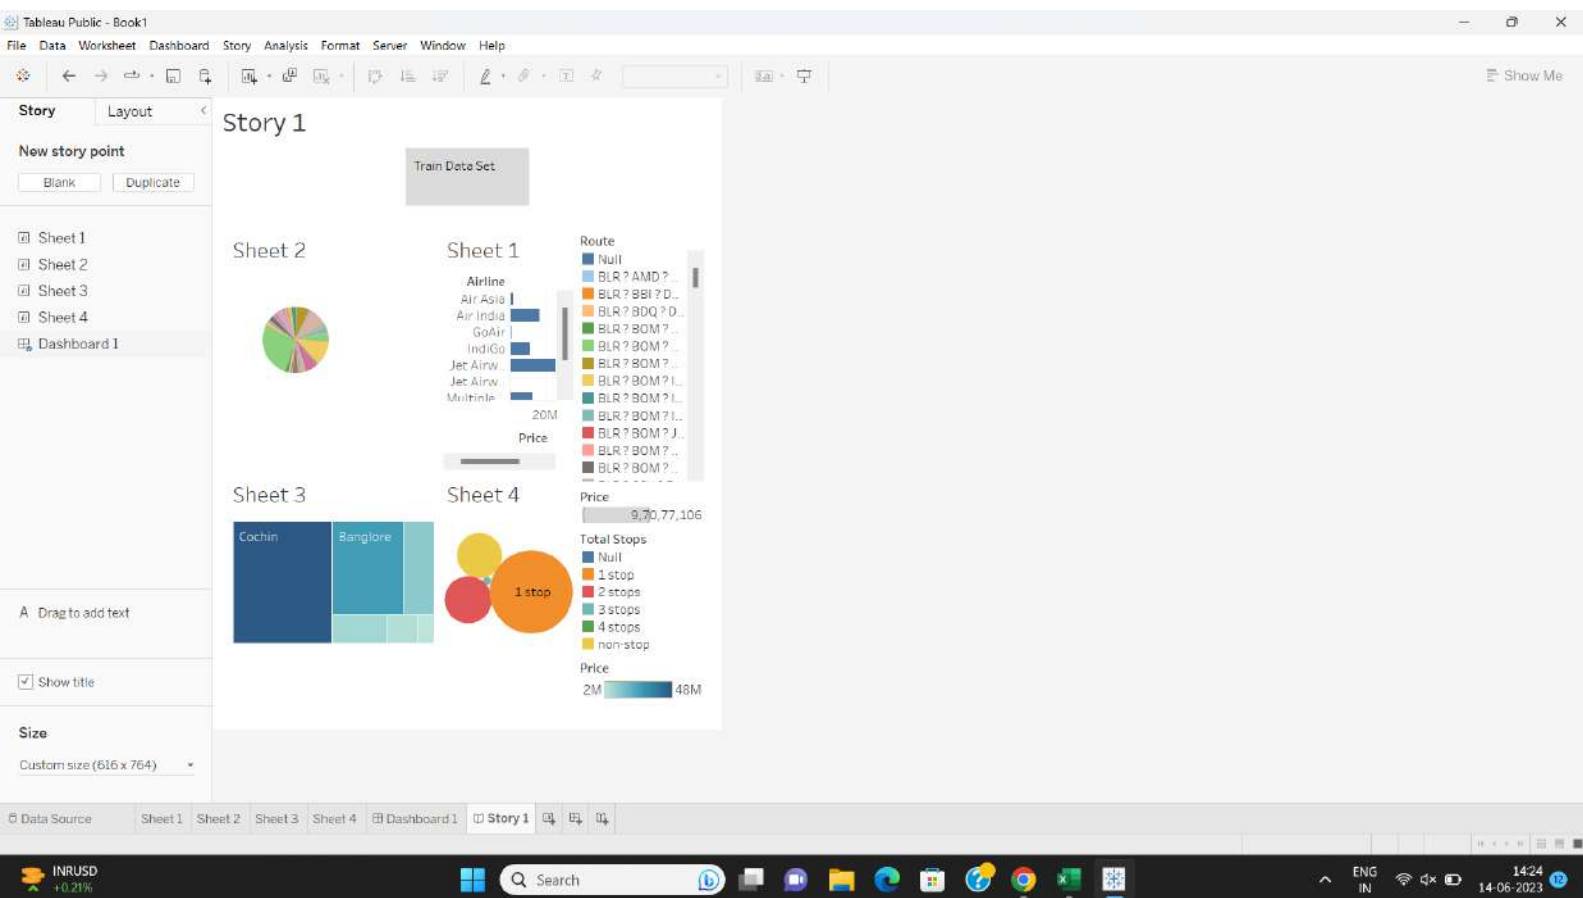 Tableau Public - Book1
File Data Worksheet Dashboard Story Analysis Format Server Window Help
Show Me
Story Layout
New story point
Blank Duplicate
Sheet 1
Sheet 2
Sheet 3
Sheet 4
Dashboard 1
A Drag to add text
Show title
Size
Custom size (616 x 764)
Story 1
Train Data Set
Sheet 2
Sheet 1
Airline
Air Asia
Air India
GoAir
IndiGo
Jet Airw..
Jet Airw..
Multiple
20M
Price
Route
Null
BLR ? AMD ? ..
BLR ? BBI ? D..
BLR ? BDQ ? D..
BLR ? BOM ? ..
BLR ? BOM ? ..
BLR ? BOM ? ..
BLR ? BOM ? I..
BLR ? BOM ? I..
BLR ? BOM ? I..
BLR ? BOM ? J..
BLR ? BOM ? ..
BLR ? BOM ? ..
Sheet 3
Cochin
Banglore
Sheet 4
1 stop
Price
9,70,77,106
Total Stops
Null
1 stop
2 stops
3 stops
4 stops
non-stop
Price
2M 48M
Data Source Sheet 1 Sheet 2 Sheet 3 Sheet 4 Dashboard 1 Story 1
INRUSD
+0.21%
Search
ENG
IN
14:24
14-06-2023
12